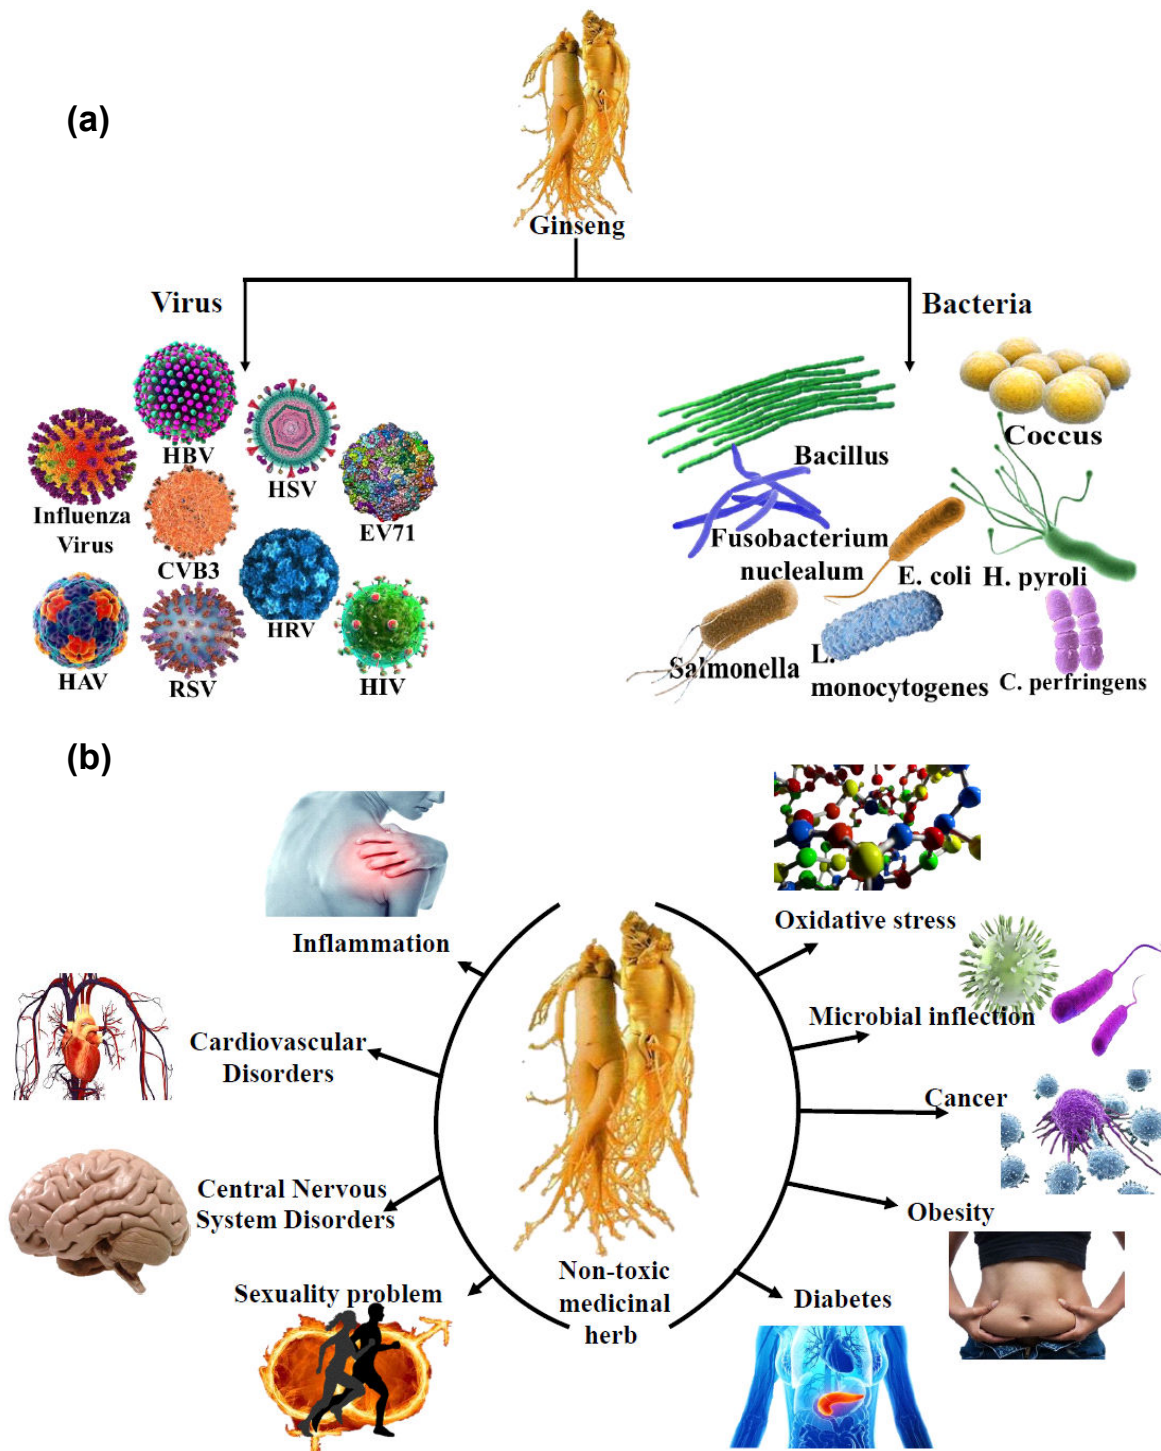 (a)
Ginseng
Virus
Bacteria
HBV
HSV
Influenza
Virus
EV71
CVB3
HRV
HAV
RSV
HIV
Coccus
Bacillus
Fusobacterium
nuclealum
E. coli
H. pyroli
Salmonella
L.
monocytogenes
C. perfringens
(b)
Inflammation
Oxidative stress
Cardiovascular
Disorders
Microbial inflection
Cancer
Central Nervous
System Disorders
Obesity
Sexuality problem
Non-toxic
medicinal
herb
Diabetes